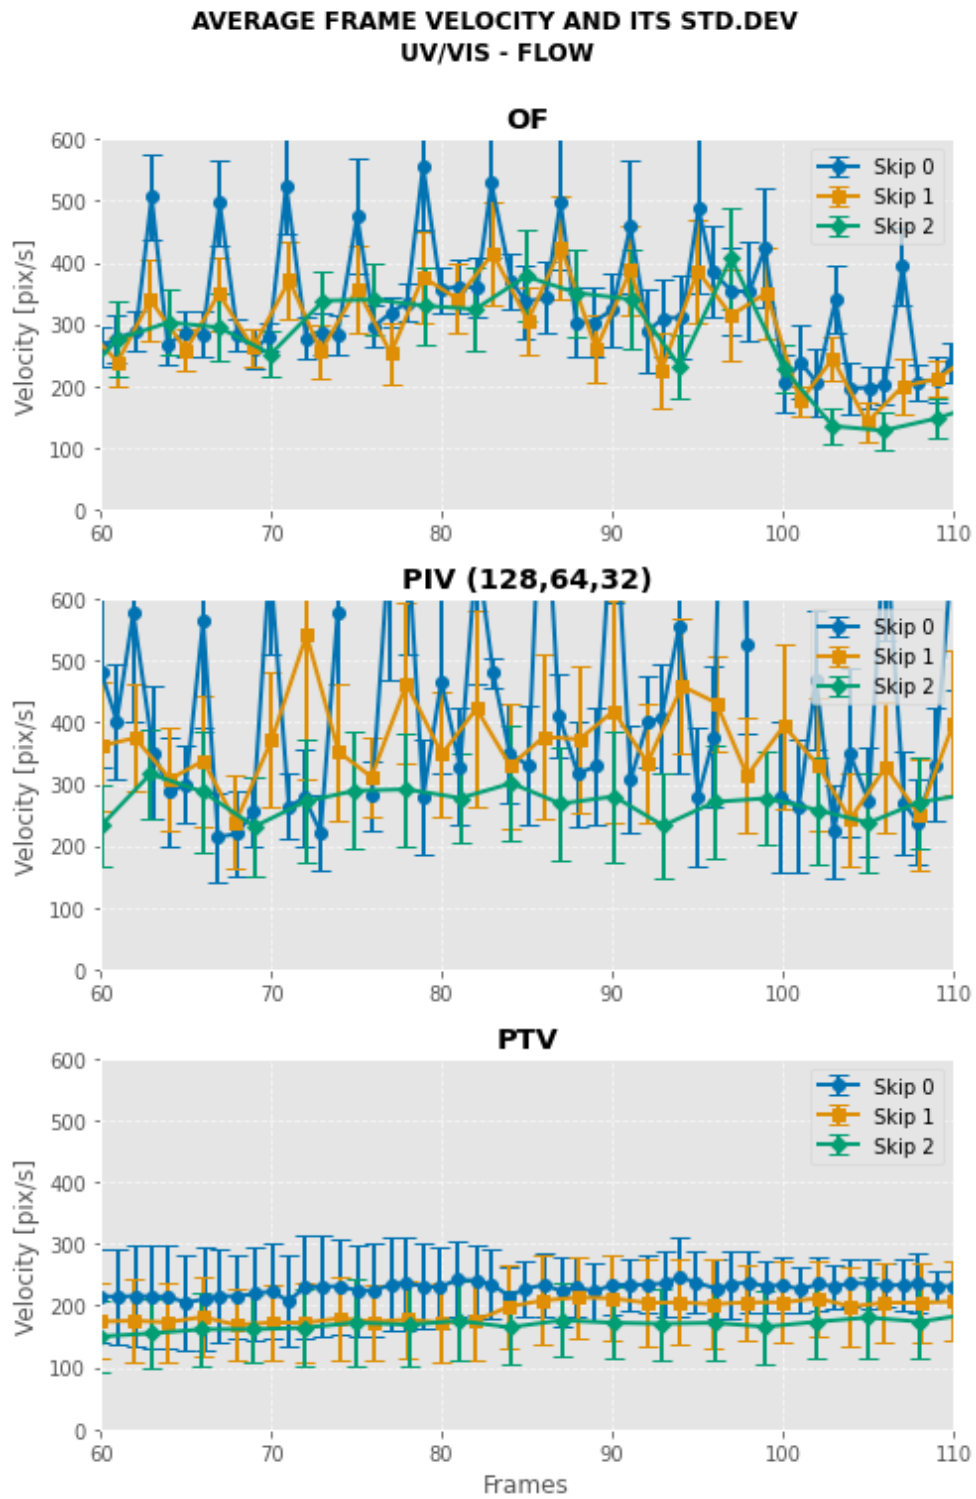 AVERAGE FRAME VELOCITY AND ITS STD.DEV
UV/VIS - FLOW
OF
Velocity [pix/s]
600
500
400
300
200
100
0
60
70
80
90
100
110
Skip 0
Skip 1
Skip 2
PIV (128,64,32)
Velocity [pix/s]
600
500
400
300
200
100
0
60
70
80
90
100
110
Skip 0
Skip 1
Skip 2
PTV
Velocity [pix/s]
600
500
400
300
200
100
0
60
70
80
90
100
110
Skip 0
Skip 1
Skip 2
Frames